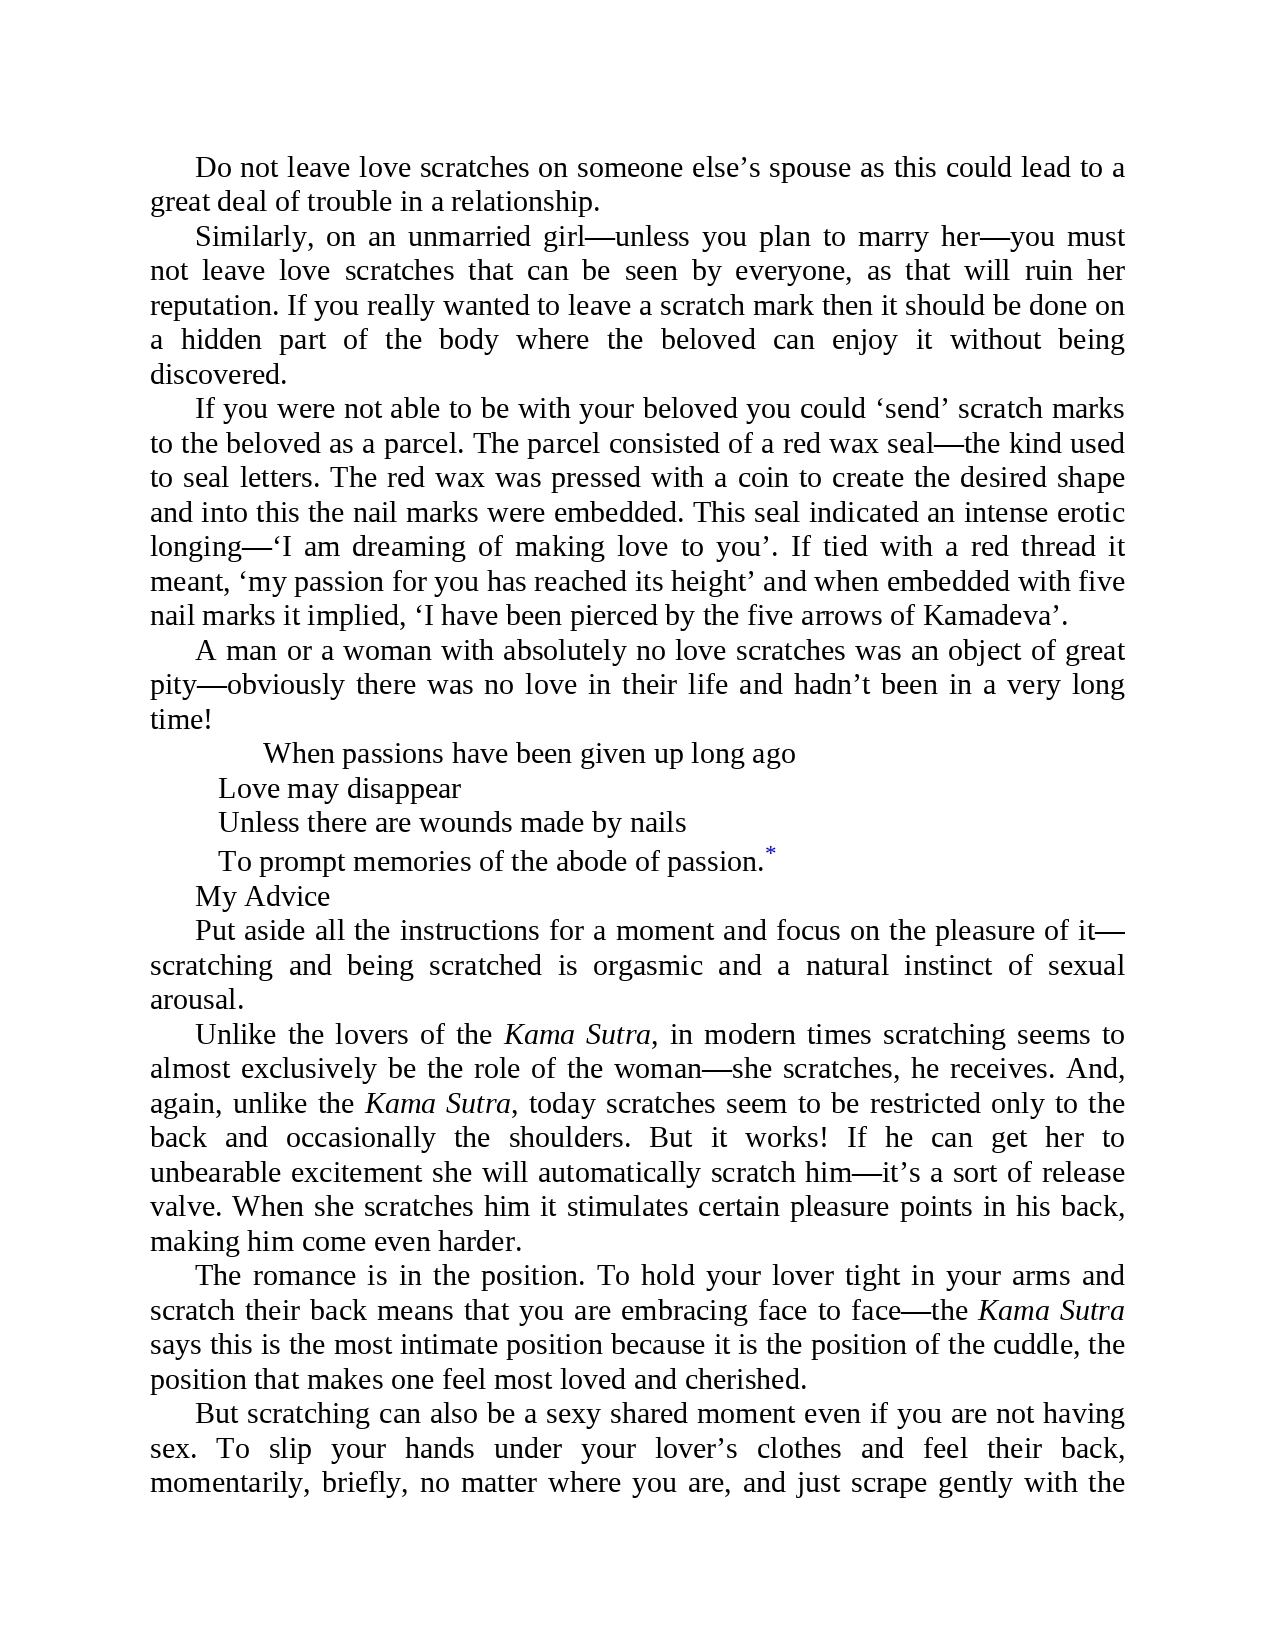 Do not leave love scratches on someone else’s spouse as this could lead to a
great deal of trouble in a relationship.
Similarly, on an unmarried girl—unless you plan to marry her—you must
not leave love scratches that can be seen by everyone, as that will ruin her
reputation. If you really wanted to leave a scratch mark then it should be done on
a hidden part of the body where the beloved can enjoy it without being
discovered.
If you were not able to be with your beloved you could ‘send’ scratch marks
to the beloved as a parcel. The parcel consisted of a red wax seal—the kind used
to seal letters. The red wax was pressed with a coin to create the desired shape
and into this the nail marks were embedded. This seal indicated an intense erotic
longing—‘I am dreaming of making love to you’. If tied with a red thread it
meant, ‘my passion for you has reached its height’ and when embedded with five
nail marks it implied, ‘I have been pierced by the five arrows of Kamadeva’.
A man or a woman with absolutely no love scratches was an object of great
pity—obviously there was no love in their life and hadn’t been in a very long
time!
When passions have been given up long ago
Love may disappear
Unless there are wounds made by nails
To prompt memories of the abode of passion.*
My Advice
Put aside all the instructions for a moment and focus on the pleasure of it—
scratching and being scratched is orgasmic and a natural instinct of sexual
arousal.
Unlike the lovers of the Kama Sutra, in modern times scratching seems to
almost exclusively be the role of the woman—she scratches, he receives. And,
again, unlike the Kama Sutra, today scratches seem to be restricted only to the
back and occasionally the shoulders. But it works! If he can get her to
unbearable excitement she will automatically scratch him—it’s a sort of release
valve. When she scratches him it stimulates certain pleasure points in his back,
making him come even harder.
The romance is in the position. To hold your lover tight in your arms and
scratch their back means that you are embracing face to face—the Kama Sutra
says this is the most intimate position because it is the position of the cuddle, the
position that makes one feel most loved and cherished.
But scratching can also be a sexy shared moment even if you are not having
sex. To slip your hands under your lover’s clothes and feel their back,
momentarily, briefly, no matter where you are, and just scrape gently with the